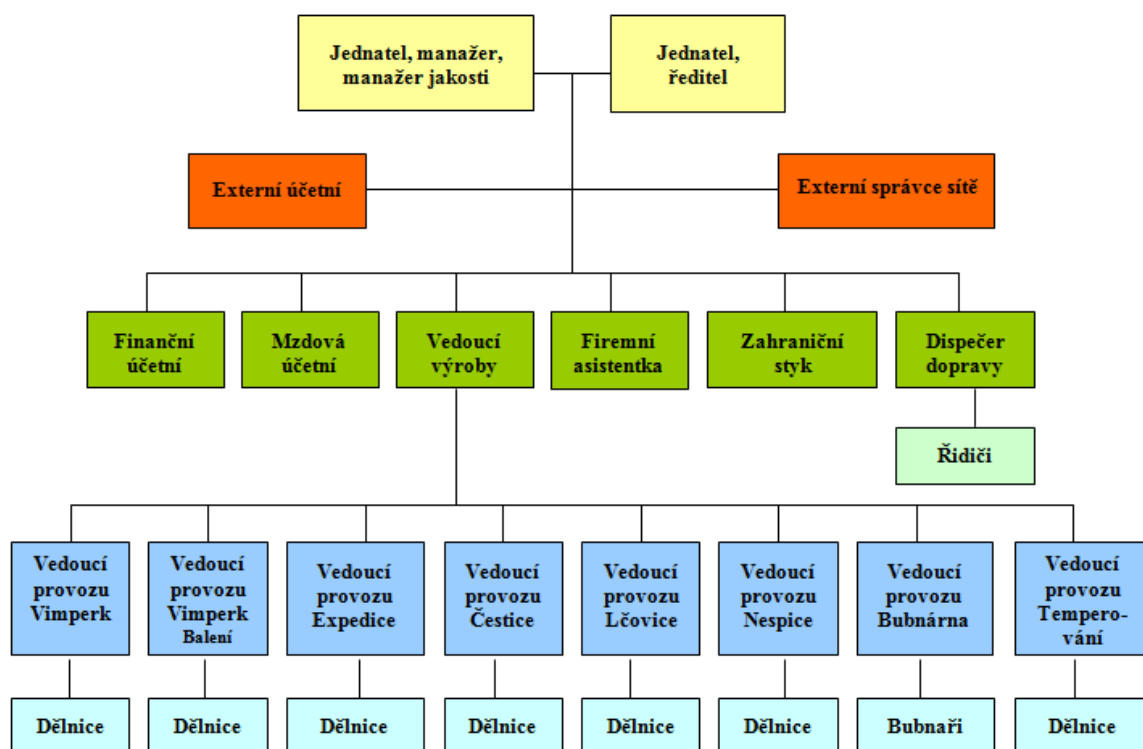 Jednatel, manažer,
manažer jakosti
Jednatel,
ředitel
Externí účetní
Externí správce sítě
Finanční
účetní
Mzdová
účetní
Vedoucí
výroby
Firemní
asistentka
Zahraniční
styk
Dispečer
dopravy
Řidiči
Vedoucí
provozu
Vimperk
Vedoucí
provozu
Vimperk
Balení
Vedoucí
provozu
Expedice
Vedoucí
provozu
Čestice
Vedoucí
provozu
Lčovice
Vedoucí
provozu
Nespice
Vedoucí
provozu
Bubnárna
Vedoucí
provozu
Tempero-
vání
Dělnice
Dělnice
Dělnice
Dělnice
Dělnice
Dělnice
Bubnaři
Dělnice